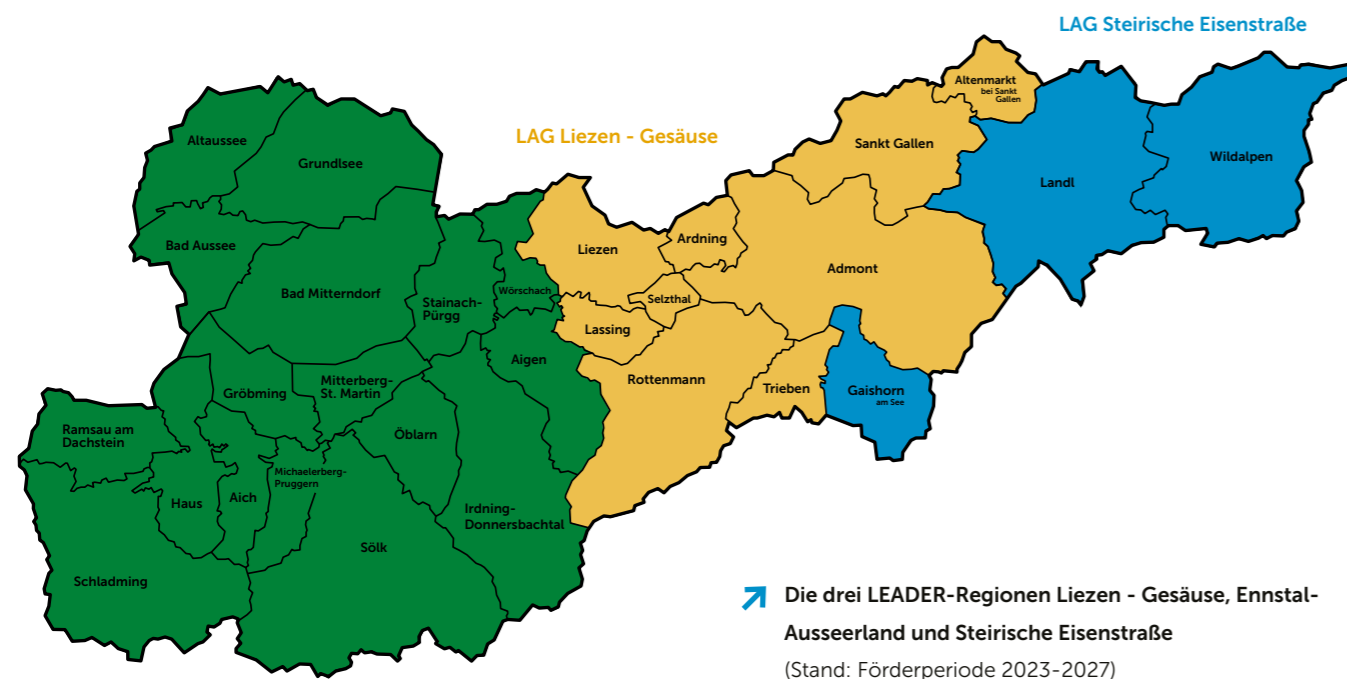 LAG Steirische Eisenstraße
LAG Liezen - Gesäuse
Altenmarkt
bei Sankt
Gallen
Altaussee
Sankt Gallen
Grundlsee
Wildalpen
Landl
Bad Aussee
Liezen
Ardning
Admont
Bad Mitterndorf
Wörschach
Stainach-
Pürgg
Selzthal
Lassing
Aigen
Rottenmann
Trieben
Gaishorn
am See
Gröbming
Mitterberg-
St. Martin
Ramsau am
Dachstein
Öblarn
Michaelerberg-
Pruggern
Haus
Aich
Irdning-
Donnersbachtal
Sölk
Schladming
Die drei LEADER-Regionen Liezen - Gesäuse, Ennstal-
Ausseerland und Steirische Eisenstraße
(Stand: Förderperiode 2023-2027)